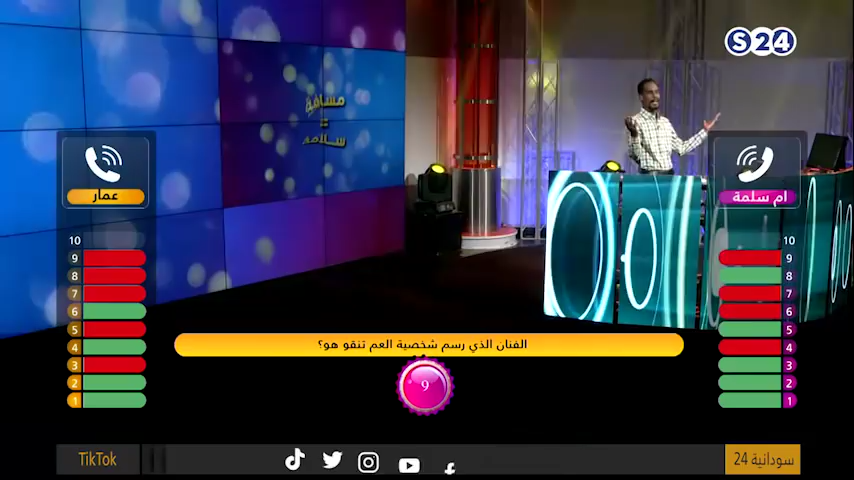 S24
مسافة
=
سلامة
عمار
ام سلمة
10
9
8
7
6
5
4
3
2
1
10
9
8
7
6
5
4
3
2
1
الفنان الذي رسم شخصية العم تنقو هو؟
9
TikTok
سودانية 24